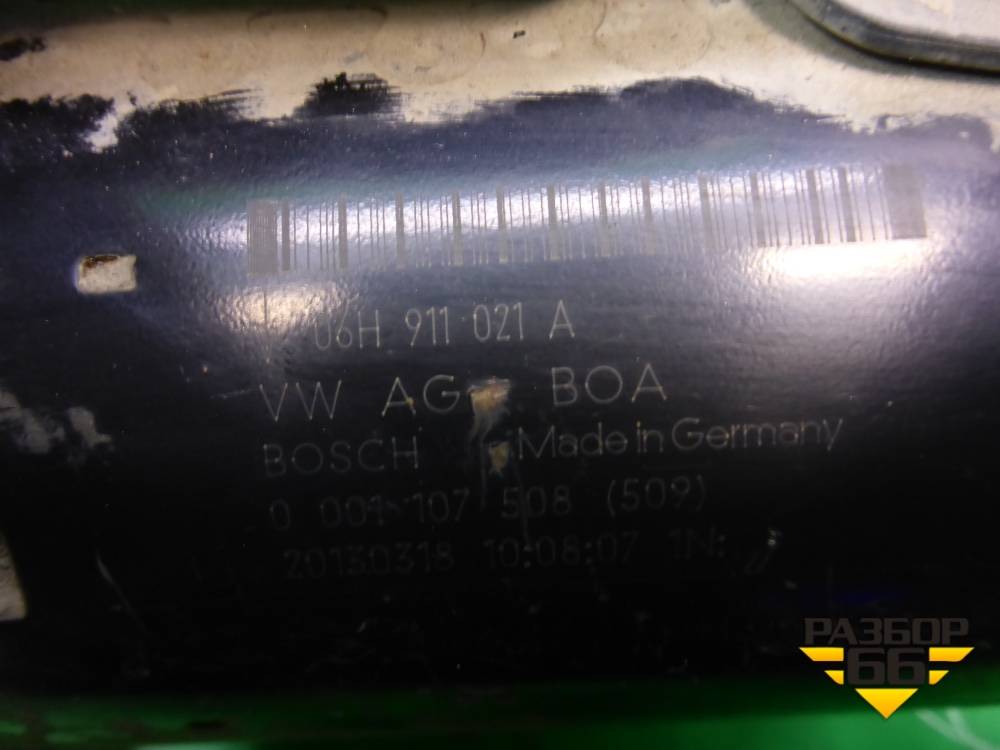 06H 911 021 A
VW AG BOA
BOSCH Made in Germany
0 001 107 508 (509)
20130318 10:08:07 1N:
РАЗБОР
66